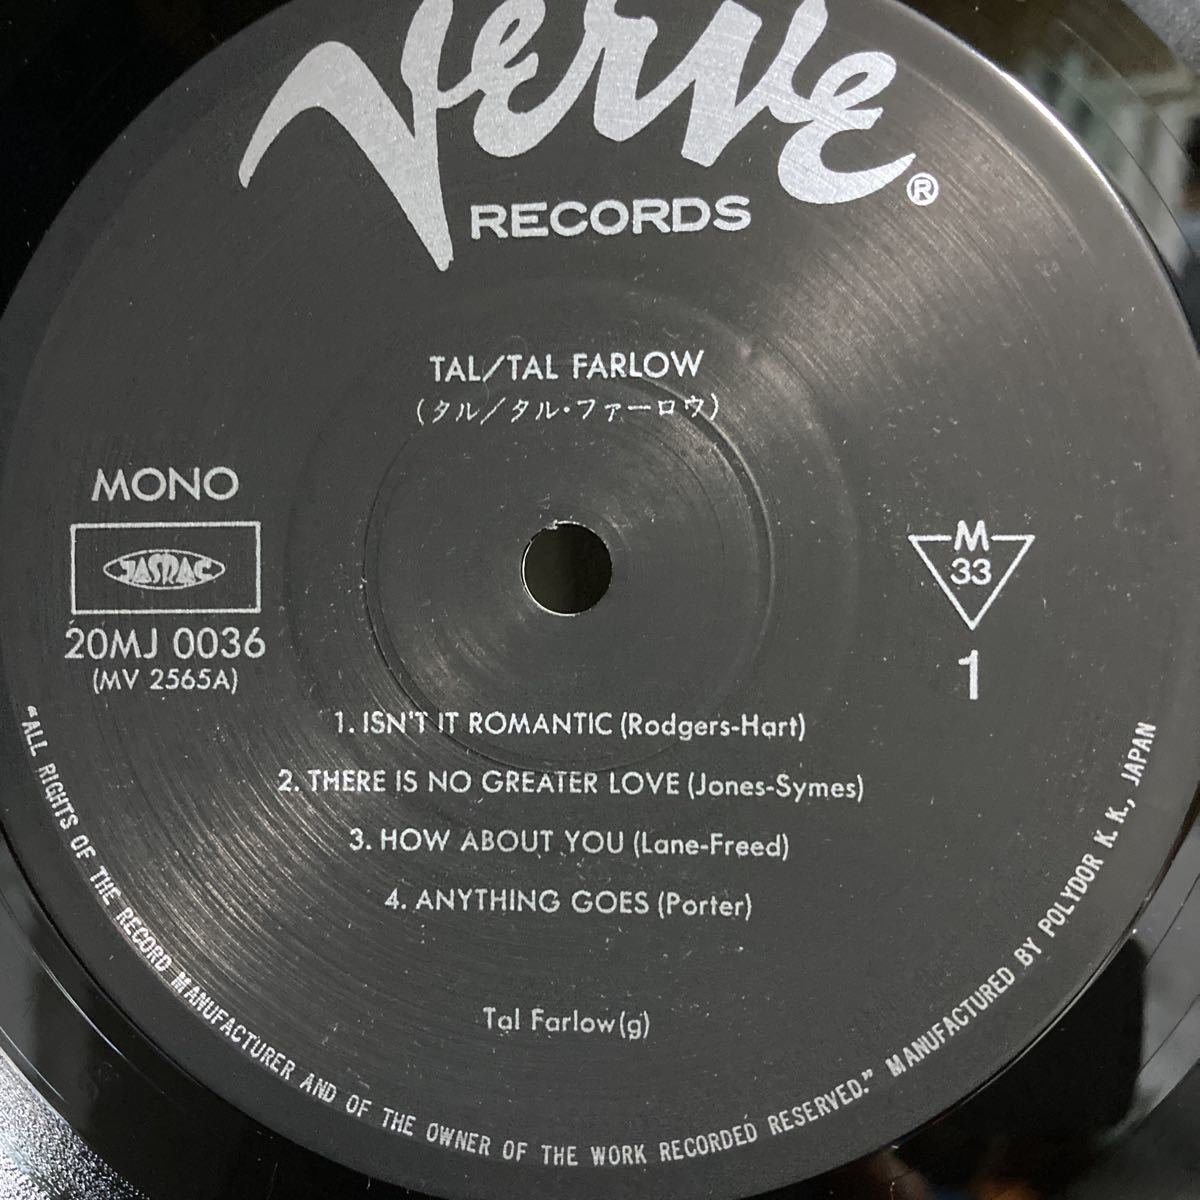 Verve
RECORDS®
TAL/TAL FARLOW
(タル/タル・ファーロウ)
MONO
JASRAC
20MJ 0036
(MV 2565A)
M
33
1
1. ISN'T IT ROMANTIC (Rodgers-Hart)
2. THERE IS NO GREATER LOVE (Jones-Symes)
3. HOW ABOUT YOU (Lane-Freed)
4. ANYTHING GOES (Porter)
Tal Farlow(g)
"ALL RIGHTS OF THE RECORD MANUFACTURER AND OF THE OWNER OF THE WORK RECORDED RESERVED." MANUFACTURED BY POLYDOR K. K., JAPAN